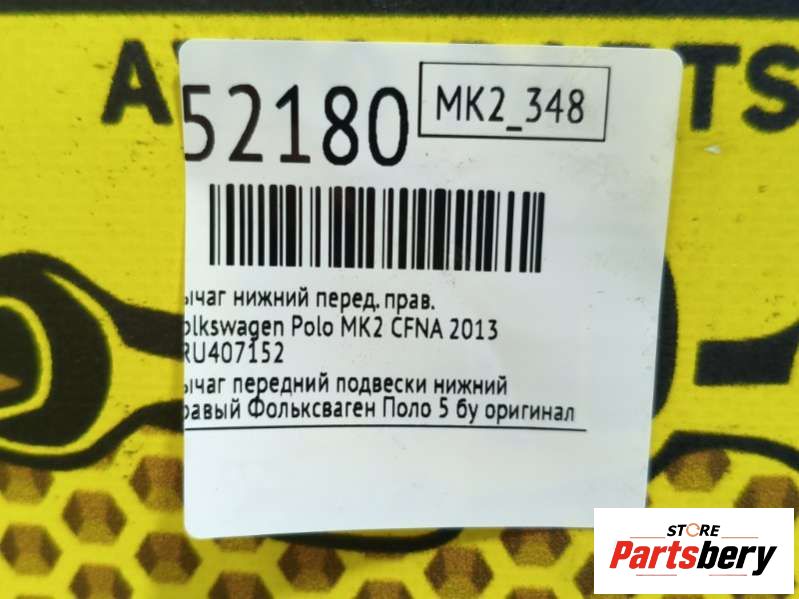 52180
MK2_348
ычаг нижний перед. прав.
olkswagen Polo MK2 CFNA 2013
RU407152
ычаг передний подвески нижний
равый Фольксваген Поло 5 бу оригинал
STORE
Partsbery